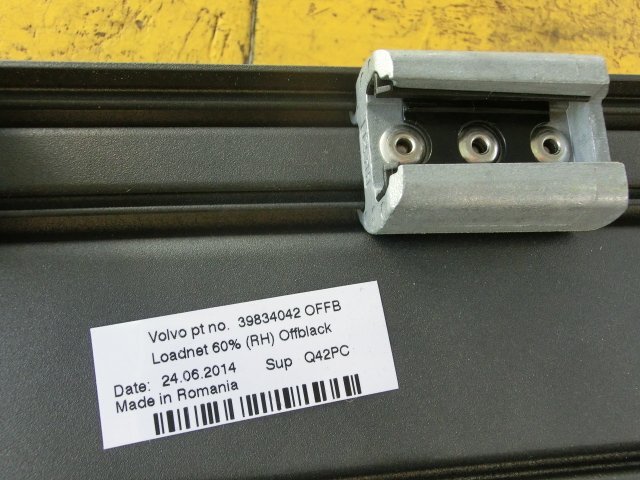 Volvo pt no. 39834042 OFFB
Loadnet 60% (RH) Offblack
Date: 24.06.2014 Sup Q42PC
Made in Romania